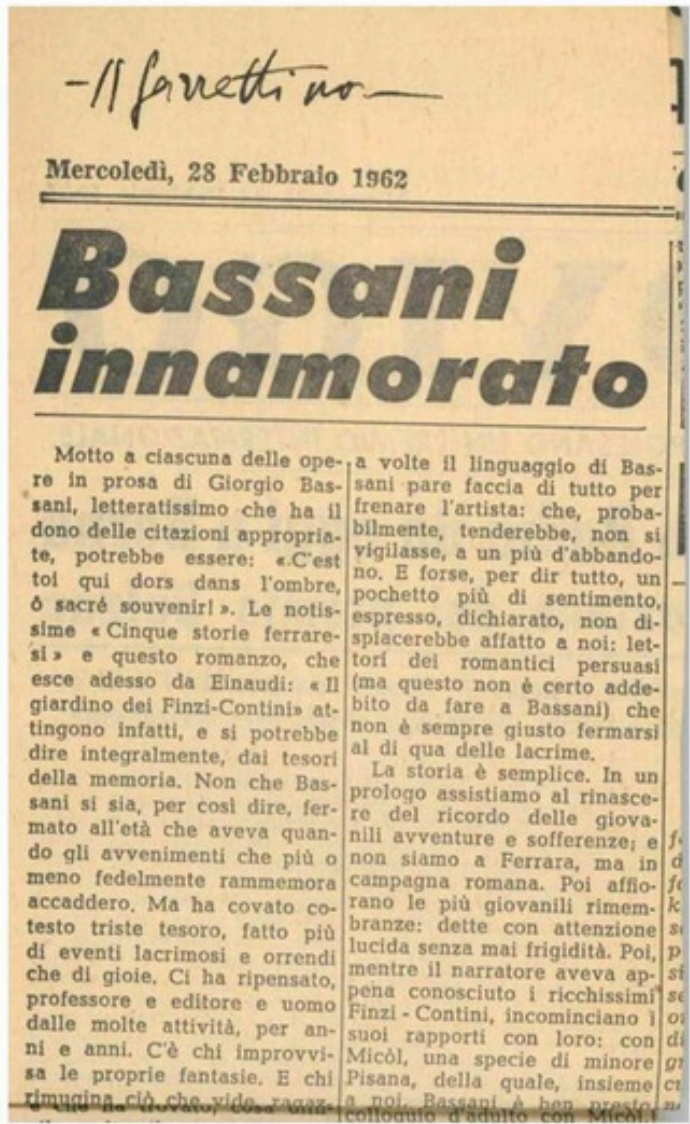 - Il Gazzettino -
Mercoledì, 28 Febbraio 1962
Bassani
innamorato
Motto a ciascuna delle ope-
re in prosa di Giorgio Bas-
sani, letteratissimo che ha il
dono delle citazioni appropria-
te, potrebbe essere: «.C'est
toi qui dors dans l'ombre,
ô sacré souvenir! ». Le notis-
sime « Cinque storie ferrare-
si » e questo romanzo, che
esce adesso da Einaudi: « Il
giardino dei Finzi-Contini» at-
tingono infatti, e si potrebbe
dire integralmente, dai tesori
della memoria. Non che Bas-
sani si sia, per così dire, fer-
mato all'età che aveva quan-
do gli avvenimenti che più o
meno fedelmente rammemora
accaddero. Ma ha covato co-
testo triste tesoro, fatto più
di eventi lacrimosi e orrendi
che di gioie. Ci ha ripensato,
professore e editore e uomo
dalle molte attività, per an-
ni e anni. C'è chi improvvi-
sa le proprie fantasie. E chi
rimugina ciò che vide, ragaz-
a volte il linguaggio di Bas-
sani pare faccia di tutto per
frenare l'artista: che, proba-
bilmente, tenderebbe, non si
vigilasse, a un più d'abbando-
no. E forse, per dir tutto, un
pochetto più di sentimento,
espresso, dichiarato, non di-
spiacerebbe affatto a noi: let-
tori dei romantici persuasi
(ma questo non è certo adde-
bito da fare a Bassani) che
non è sempre giusto fermarsi
al di qua delle lacrime.
La storia è semplice. In un
prologo assistiamo al rinasce-
re del ricordo delle giova-
nili avventure e sofferenze; e
non siamo a Ferrara, ma in
campagna romana. Poi affio-
rano le più giovanili rimem-
branze: dette con attenzione
lucida senza mai frigidità. Poi,
mentre il narratore aveva ap-
pena conosciuto i ricchissimi
Finzi - Contini, incominciano i
suoi rapporti con loro: con
Micòl, una specie di minore
Pisana, della quale, insieme
a noi, Bassani è ben presto
colloquio d'adulto con Micòl.